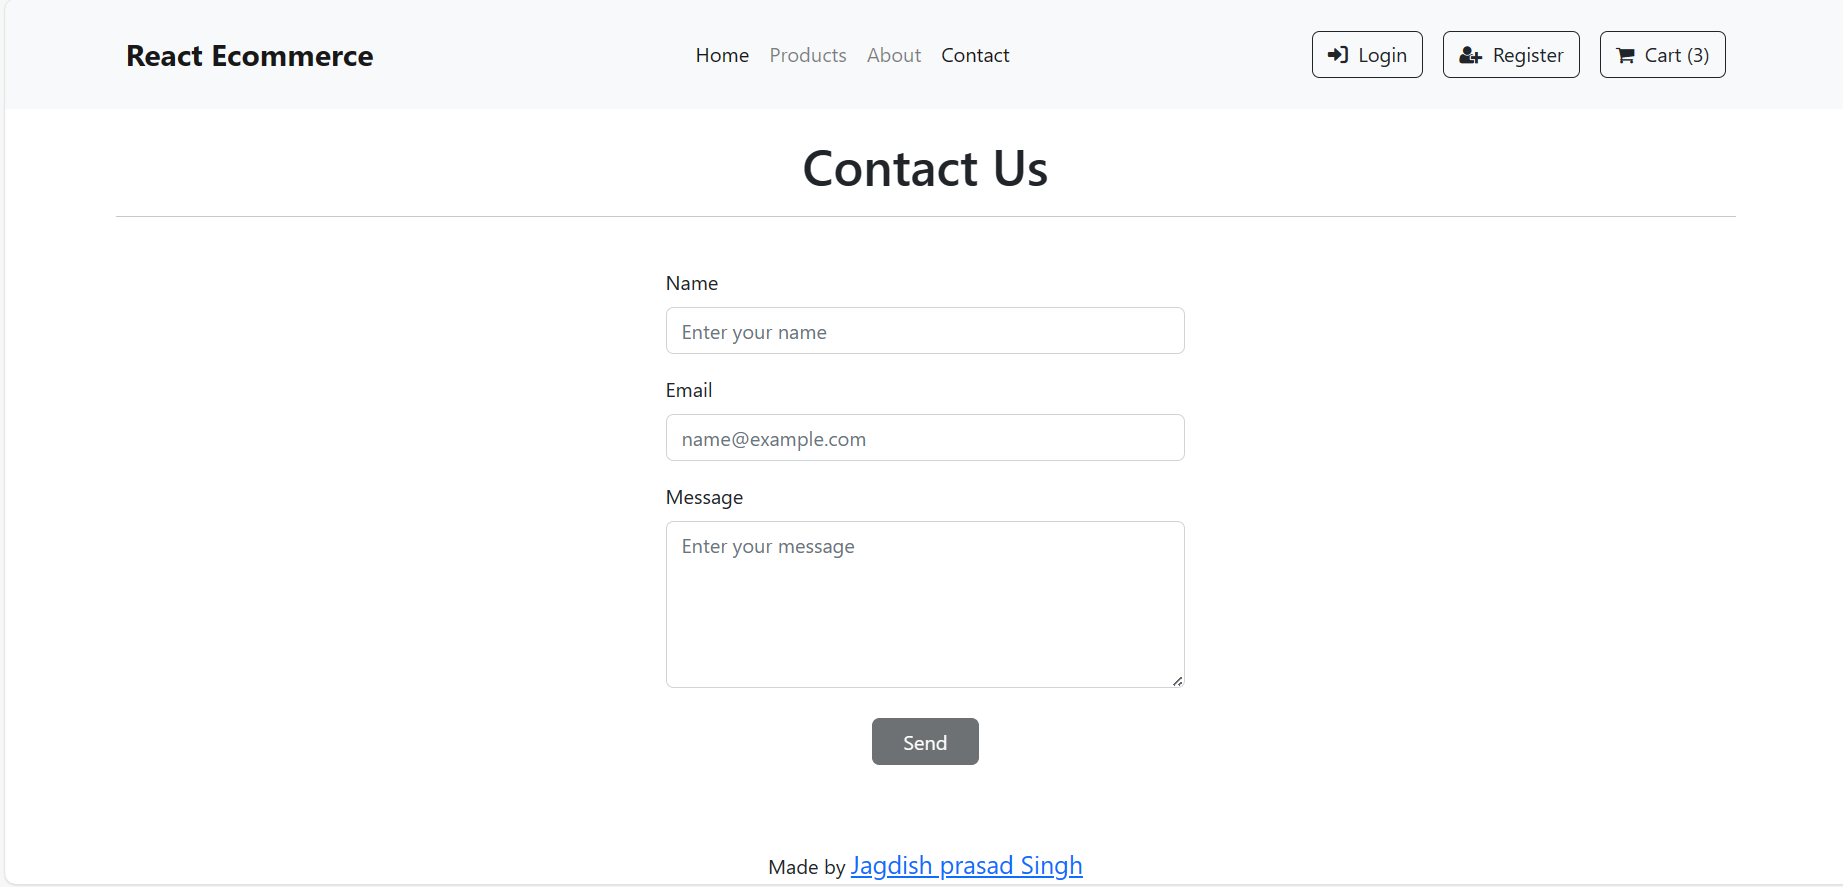 React Ecommerce Home Products About Contact Login Register Cart (3)
Contact Us
Name
Enter your name
Email
name@example.com
Message
Enter your message
Send
Made by Jagdish prasad Singh